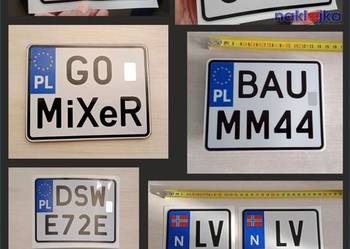 naklejka
PL
GO
MiXeR
PL
BAU
MM44
PL
DSW
E72E
N
LV
N
LV